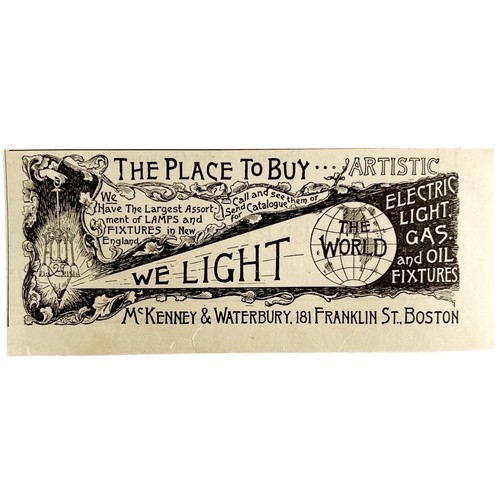 THE PLACE TO BUY.... ARTISTIC
We
Have The Largest Assort-
ment of LAMPS and
FIXTURES in New
England.
Call and see them or
Send for Catalogue.
ELECTRIC
LIGHT.
GAS.
and OIL
FIXTURES
WE LIGHT
THE
WORLD
MCKENNEY & WATERBURY, 181 FRANKLIN ST., BOSTON